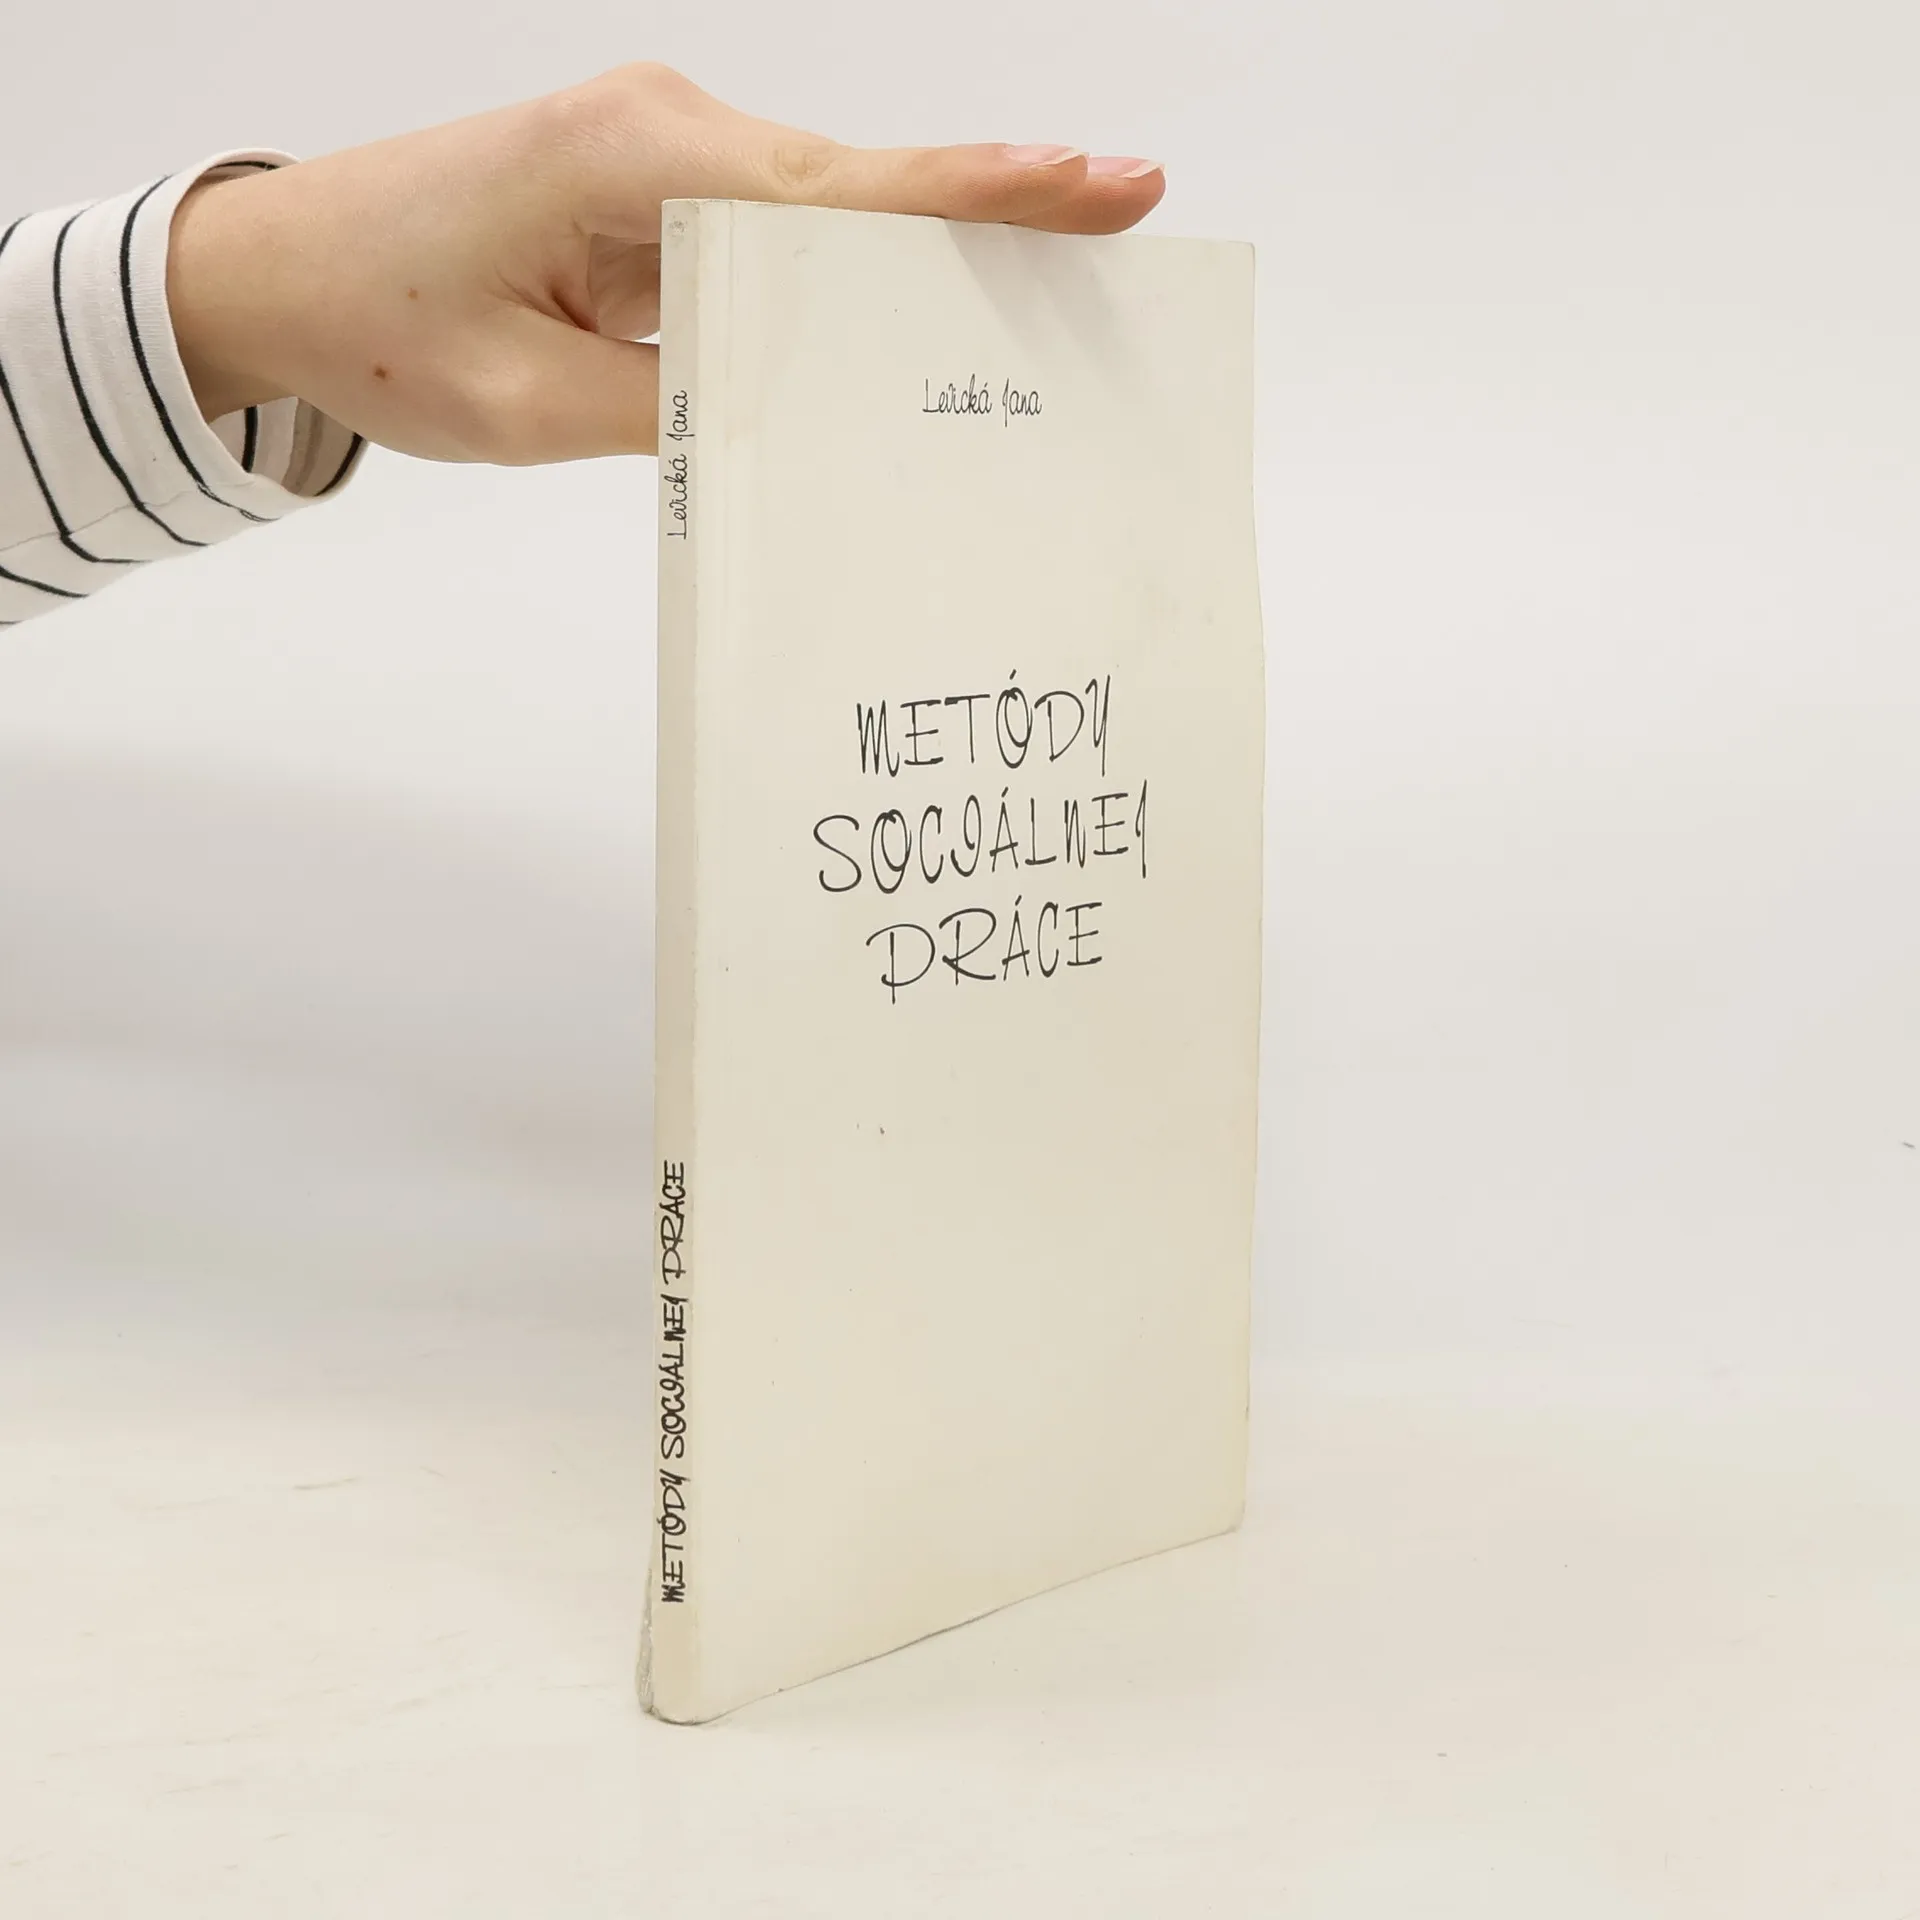 Levická Jana
METÓDY
SOCIÁLNEJ
PRÁCE
Levická Jana
METÓDY SOCIÁLNEJ PRÁCE